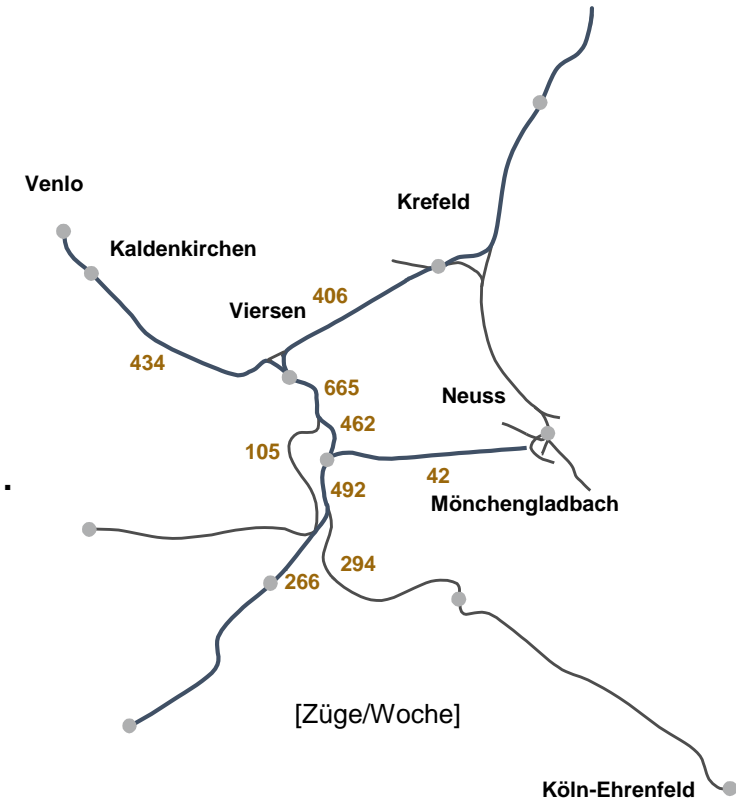 Venlo
Krefeld
Kaldenkirchen
406
Viersen
434
665
Neuss
462
105
42
.
492
Mönchengladbach
294
266
[Züge/Woche]
Köln-Ehrenfeld